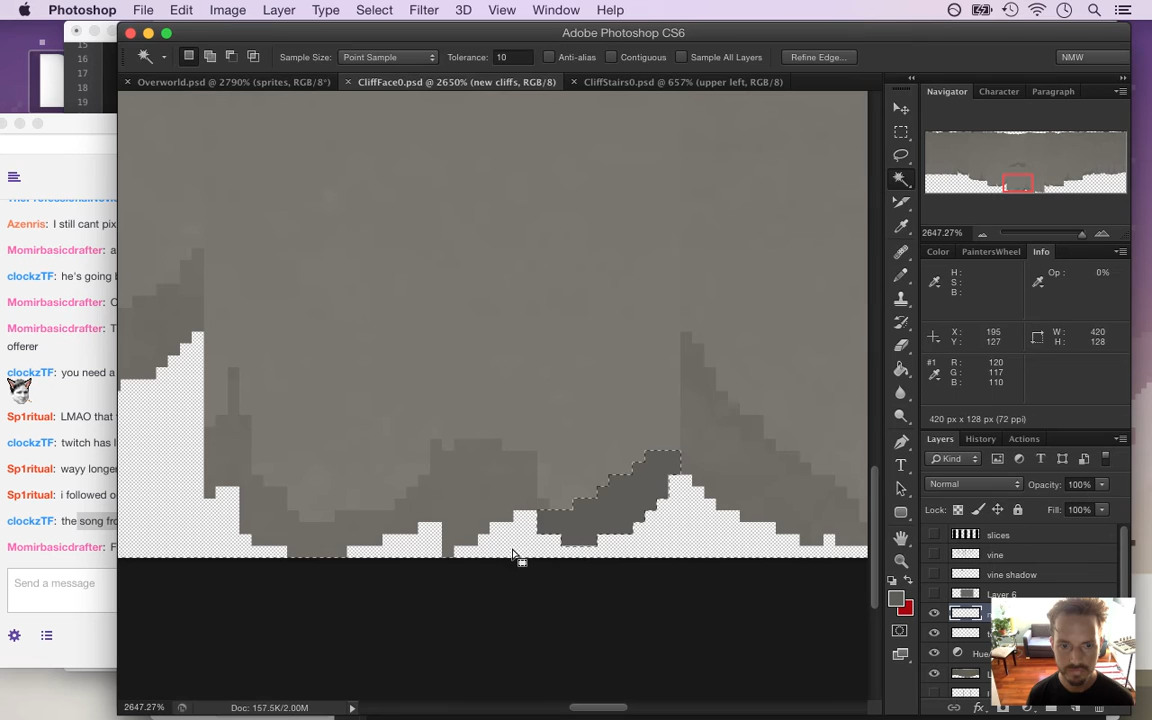 Photoshop File Edit Image Layer Type Select Filter 3D View Window Help
Adobe Photoshop CS6
Sample Size: Point Sample Tolerance: 10 Anti-alias Contiguous Sample All Layers Refine Edge... NMW
Overworld.psd @ 2790% (sprites, RGB/8*)
CliffFace0.psd @ 2650% (new cliffs, RGB/8)
CliffStairs0.psd @ 657% (upper left, RGB/8)
15
16
17
18
19
Azenris: I still cant pix
Momirbasicdrafter: a
clockzTF: he's going b
Momirbasicdrafter: C
Momirbasicdrafter: T
offerer
clockzTF: you need a
Sp1ritual: LMAO that
clockzTF: twitch has l
Sp1ritual: wayy longe
Sp1ritual: i followed o
clockzTF: the song fro
Momirbasicdrafter: F
Send a message
Navigator Character Paragraph
2647.27%
Color PaintersWheel Info
H:
S:
B:
Op: 0%
X: 195
Y: 127
W: 420
H: 128
#1 R: 120
G: 117
B: 110
420 px x 128 px (72 ppi)
Layers History Actions
Kind
Normal Opacity: 100%
Lock: Fill: 100%
slices
vine
vine shadow
Layer 6
2647.27% Doc: 157.5K/2.00M